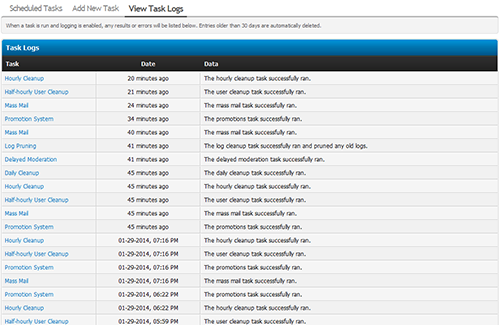 Scheduled Tasks Add New Task View Task Logs
When a task is run and logging is enabled, any results or errors will be listed below. Entries older than 30 days are automatically deleted.
Task Logs
Task Date Data
Hourly Cleanup 20 minutes ago The hourly cleanup task successfully ran.
Half-hourly User Cleanup 21 minutes ago The user cleanup task successfully ran.
Mass Mail 24 minutes ago The mass mail task successfully ran.
Promotion System 34 minutes ago The promotions task successfully ran.
Mass Mail 40 minutes ago The mass mail task successfully ran.
Log Pruning 41 minutes ago The log cleanup task successfully ran and pruned any old logs.
Delayed Moderation 41 minutes ago The delayed moderation task successfully ran.
Daily Cleanup 45 minutes ago The daily cleanup task successfully ran.
Hourly Cleanup 45 minutes ago The hourly cleanup task successfully ran.
Half-hourly User Cleanup 45 minutes ago The user cleanup task successfully ran.
Mass Mail 45 minutes ago The mass mail task successfully ran.
Promotion System 45 minutes ago The promotions task successfully ran.
Hourly Cleanup 01-29-2014, 07:16 PM The hourly cleanup task successfully ran.
Half-hourly User Cleanup 01-29-2014, 07:16 PM The user cleanup task successfully ran.
Promotion System 01-29-2014, 07:16 PM The promotions task successfully ran.
Mass Mail 01-29-2014, 07:16 PM The mass mail task successfully ran.
Promotion System 01-29-2014, 06:22 PM The promotions task successfully ran.
Hourly Cleanup 01-29-2014, 06:22 PM The hourly cleanup task successfully ran.
Half-hourly User Cleanup 01-29-2014, 05:59 PM The user cleanup task successfully ran.